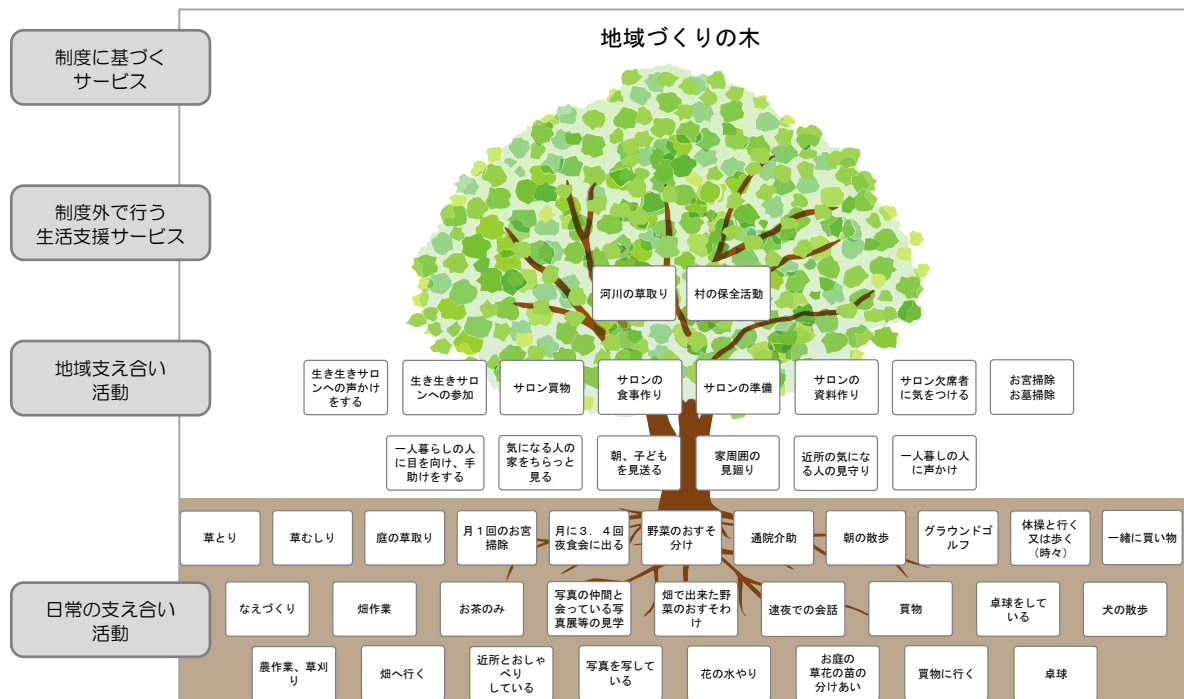 地域づくりの木
制度に基づく
サービス
制度外で行う
生活支援サービス
河川の草取り
村の保全活動
地域支え合い
活動
生き生きサロ
ンへの声かけ
をする
生き生きサロ
ンへの参加
サロン買物
サロンの
食事作り
サロンの準備
サロンの
資料作り
サロン欠席者
に気をつける
お宮掃除
お墓掃除
一人暮らしの人
に目を向け、手
助けをする
気になる人の
家をちらっと
見る
朝、子ども
を見送る
家周囲の
見廻り
近所の気にな
る人の見守り
一人暮しの人
に声かけ
日常の支え合い
活動
草とり
草むしり
庭の草取り
月１回のお宮
掃除
月に３．４回
夜食会に出る
野菜のおすそ
分け
通院介助
朝の散歩
グラウンドゴ
ルフ
体操と行く
又は歩く
（時々）
一緒に買い物
なえづくり
畑作業
お茶のみ
写真の仲間と
会っている写
真展等の見学
畑で出来た野
菜のおすそわ
け
逮夜での会話
買物
卓球をして
いる
犬の散歩
農作業、草刈
り
畑へ行く
近所とおしゃ
べり
している
写真を写して
いる
花の水やり
お庭の
草花の苗の
分けあい
買物に行く
卓球